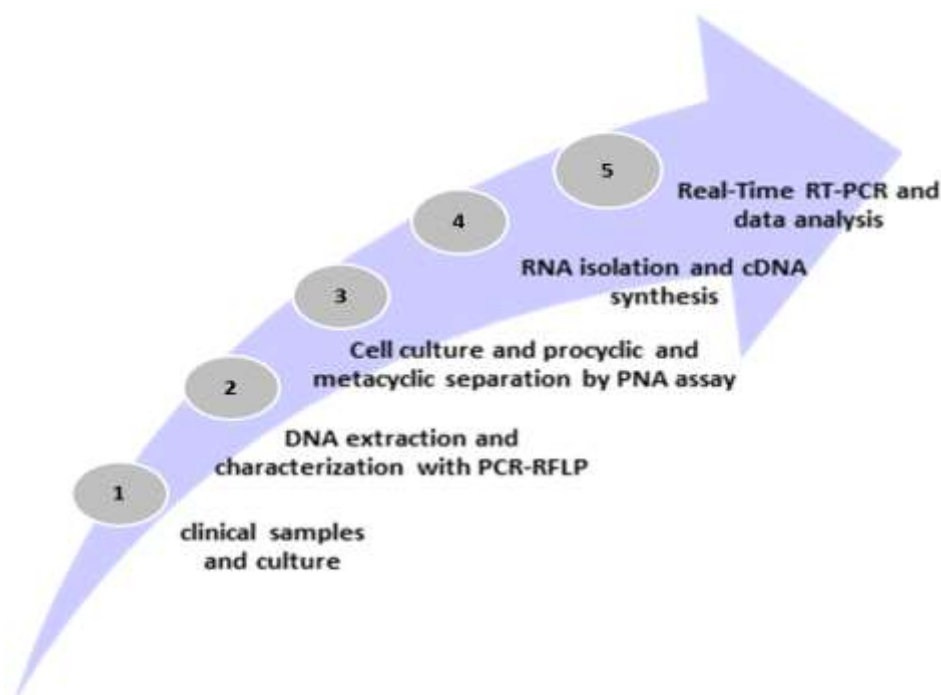 1
clinical samples
and culture
2
DNA extraction and
characterization with PCR-RFLP
3
Cell culture and procyclic and
metacyclic separation by PNA assay
4
RNA isolation and cDNA
synthesis
5
Real-Time RT-PCR and
data analysis